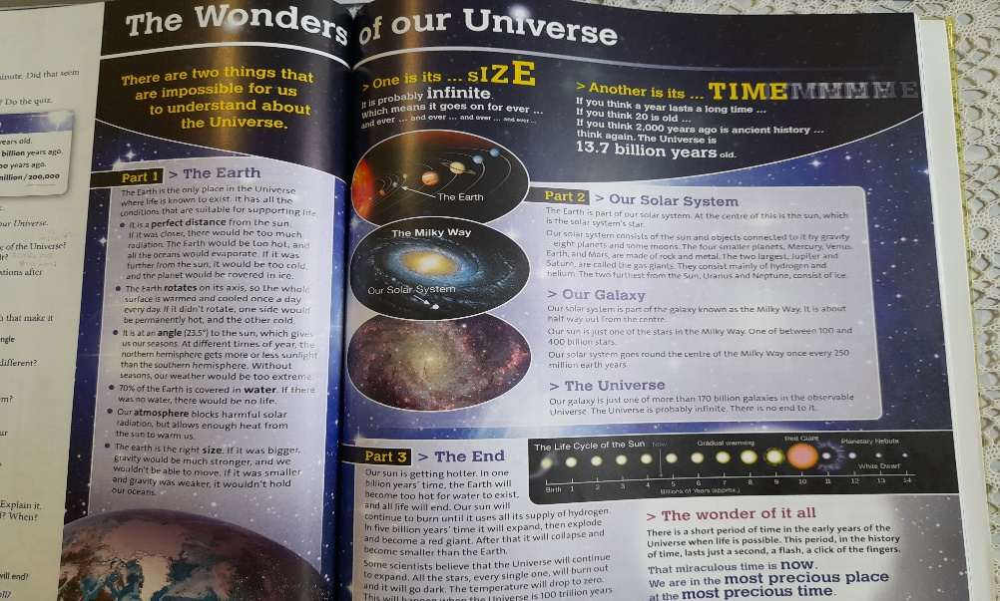 The Wonders of our Universe
There are two things that
are impossible for us
to understand about
the Universe.
> One is its ... SIZE
It is probably infinite.
Which means it goes on for ever ...
and ever ... and ever ... and ever ... and ever ...
> Another is its ... TIME
If you think a year lasts a long time ...
If you think 20 is old ...
If you think 2,000 years ago is ancient history ...
think again. The Universe is
13.7 billion years old.
minute. Did that seem
? Do the quiz.
years old.
billion years ago.
00 years ago.
million / 200,000
our Universe.
e of the Universe?
stions after
h that make it
ngle
different?
m?
ur
Explain it.
? When?
will end?
Part 1 > The Earth
The Earth is the only place in the Universe
where life is known to exist. It has all the
conditions that are suitable for supporting life.
• It is a perfect distance from the sun.
If it was closer, there would be too much
radiation. The Earth would be too hot, and
all the oceans would evaporate. If it was
further from the sun, it would be too cold,
and the planet would be covered in ice.
• The Earth rotates on its axis, so the whole
surface is warmed and cooled once a day
every day. If it didn't rotate, one side would
be permanently hot, and the other cold.
• It is at an angle (23.5°) to the sun, which gives
us our seasons. At different times of year, the
northern hemisphere gets more or less sunlight
than the southern hemisphere. Without
seasons, our weather would be too extreme.
• 70% of the Earth is covered in water. If there
was no water, there would be no life.
• Our atmosphere blocks harmful solar
radiation, but allows enough heat from
the sun to warm us.
• The earth is the right size. If it was bigger,
gravity would be much stronger, and we
wouldn't be able to move. If it was smaller
and gravity was weaker, it wouldn't hold
our oceans.
The Earth
The Milky Way
Our Solar System
Part 2 > Our Solar System
The Earth is part of our solar system. At the centre of this is the sun, which
is the solar system's star.
Our solar system consists of the sun and objects connected to it by gravity
eight planets and some moons. The four smaller planets, Mercury, Venus,
Earth, and Mars, are made of rock and metal. The two largest, Jupiter and
Saturn, are called the gas giants. They consist mainly of hydrogen and
helium. The two furthest from the Sun, Uranus and Neptune, consist of ice.
> Our Galaxy
Our solar system is part of the galaxy known as the Milky Way. It is about
half way out from the centre.
Our sun is just one of the stars in the Milky Way. One of between 100 and
400 billion stars.
Our solar system goes round the centre of the Milky Way once every 250
million earth years.
> The Universe
Our galaxy is just one of more than 170 billion galaxies in the observable
Universe. The Universe is probably infinite. There is no end to it.
Part 3 > The End
Our sun is getting hotter. In one
billion years' time, the Earth will
become too hot for water to exist,
and all life will end. Our sun will
continue to burn until it uses all its supply of hydrogen.
In five billion years' time it will expand, then explode
and become a red giant. After that it will collapse and
become smaller than the Earth.
Some scientists believe that the Universe will continue
to expand. All the stars, every single one, will burn out
and it will go dark. The temperature will drop to zero.
This will happen when the Universe is 100 trillion years
The Life Cycle of the Sun
Now
Gradual warming
Red Giant
Planetary Nebula
White Dwarf
Birth 1 2 3 4 5 6 7 8 9 10 11 12 13 14
Billions of Years (approx.)
> The wonder of it all
There is a short period of time in the early years of the
Universe when life is possible. This period, in the history
of time, lasts just a second, a flash, a click of the fingers.
That miraculous time is now.
We are in the most precious place
at the most precious time.